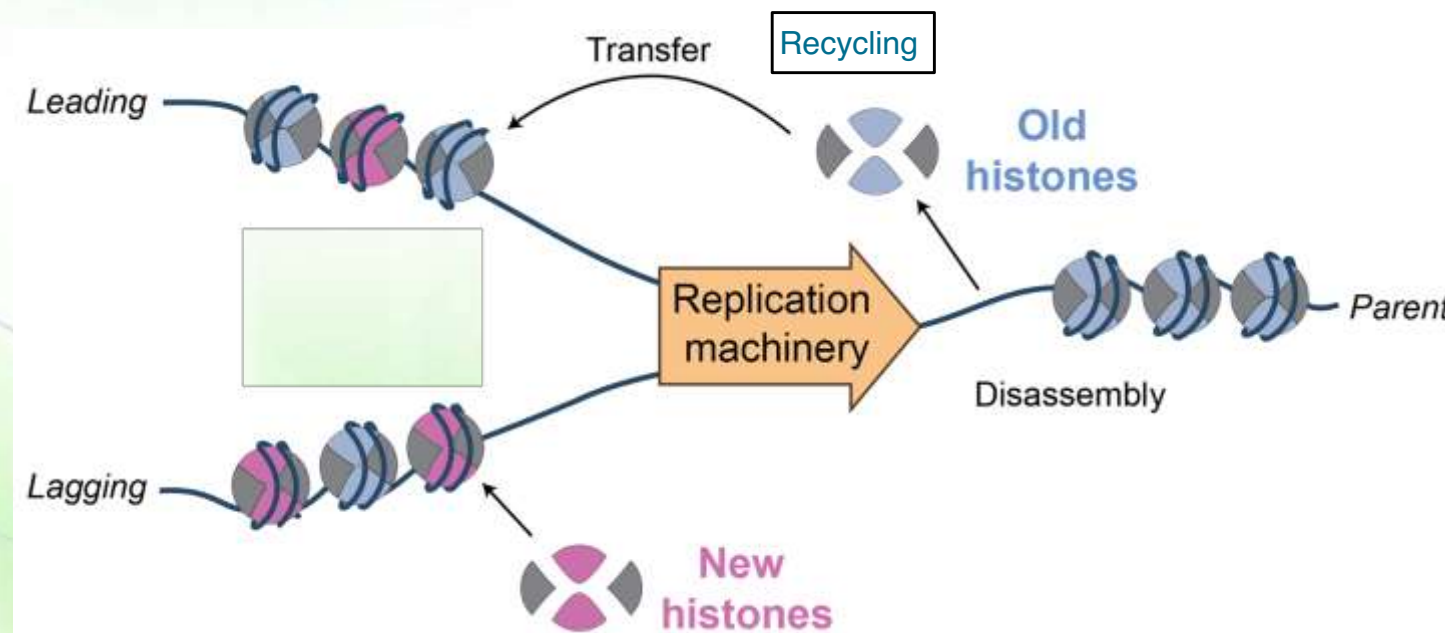 Transfer
Recycling
Leading
Old
histones
Replication
machinery
Parent
Disassembly
Lagging
New
histones